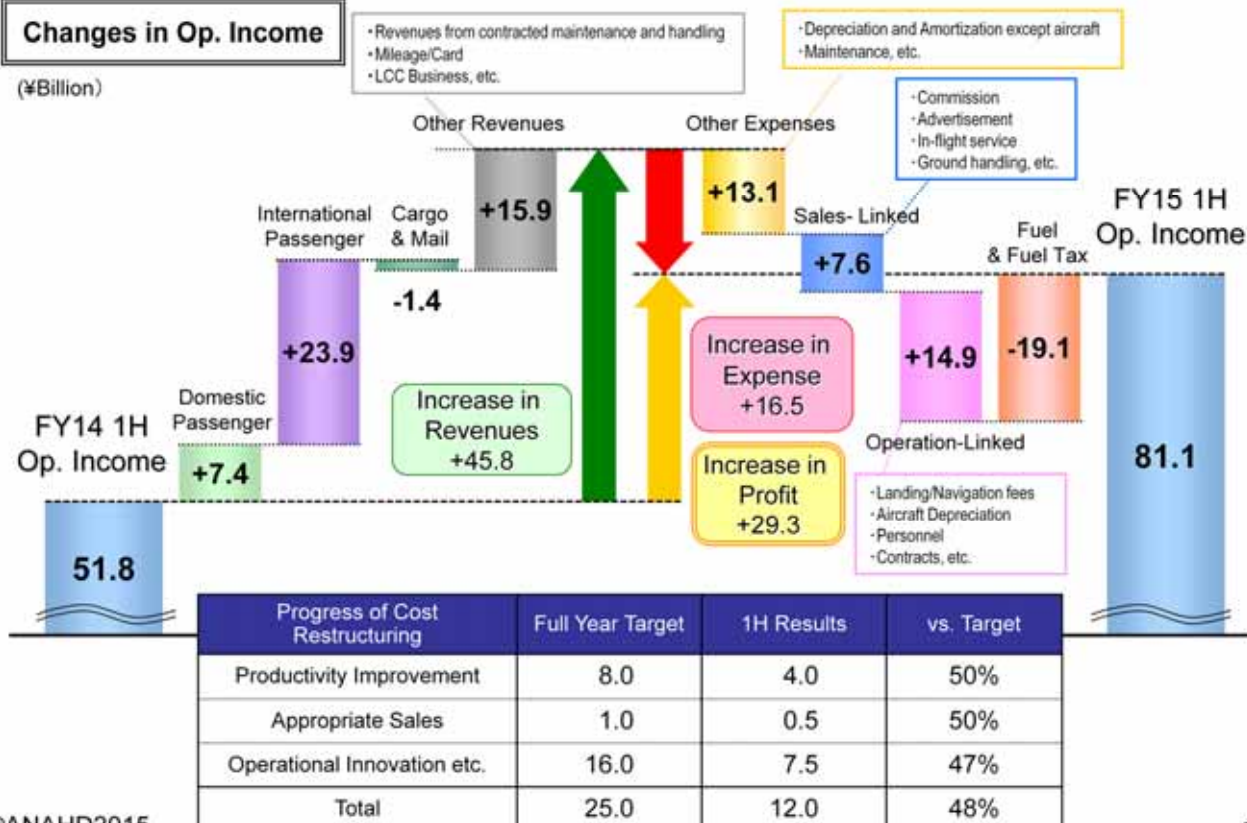 Changes in Op. Income
(¥Billion)
・Revenues from contracted maintenance and handling
・Mileage/Card
・LCC Business, etc.
・Depreciation and Amortization except aircraft
・Maintenance, etc.
・Commission
・Advertisement
・In-flight service
・Ground handling, etc.
Other Revenues
Other Expenses
+15.9
+13.1
International
Passenger
Cargo
& Mail
Sales- Linked
Fuel
& Fuel Tax
FY15 1H
Op. Income
+7.6
-1.4
+23.9
+14.9
-19.1
Increase in
Expense
+16.5
Domestic
Passenger
Increase in
Revenues
+45.8
FY14 1H
Op. Income
+7.4
Operation-Linked
81.1
Increase in
Profit
+29.3
・Landing/Navigation fees
・Aircraft Depreciation
・Personnel
・Contracts, etc.
51.8
Progress of Cost
Restructuring
Full Year Target
1H Results
vs. Target
Productivity Improvement 8.0 4.0 50%
Appropriate Sales 1.0 0.5 50%
Operational Innovation etc. 16.0 7.5 47%
Total 25.0 12.0 48%